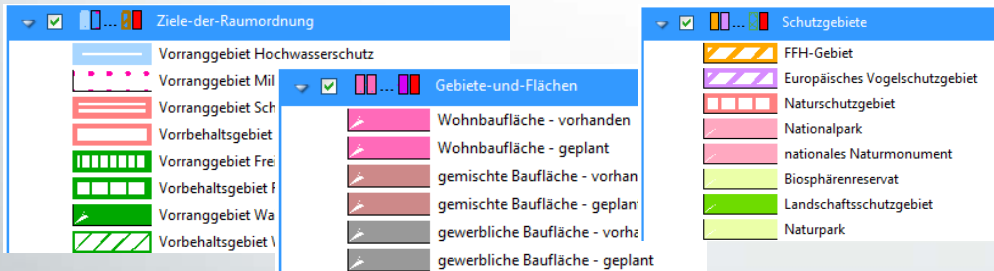 Ziele-der-Raumordnung
Vorranggebiet Hochwasserschutz
Vorranggebiet Mil
Vorranggebiet Sch
Vorrbehaltsgebiet
Vorranggebiet Frei
Vorbehaltsgebiet F
Vorranggebiet Wa
Vorbehaltsgebiet W
Gebiete-und-Flächen
Wohnbaufläche - vorhanden
Wohnbaufläche - geplant
gemischte Baufläche - vorhan
gemischte Baufläche - geplan
gewerbliche Baufläche - vorha
gewerbliche Baufläche - geplant
Schutzgebiete
FFH-Gebiet
Europäisches Vogelschutzgebiet
Naturschutzgebiet
Nationalpark
nationales Naturmonument
Biosphärenreservat
Landschaftsschutzgebiet
Naturpark